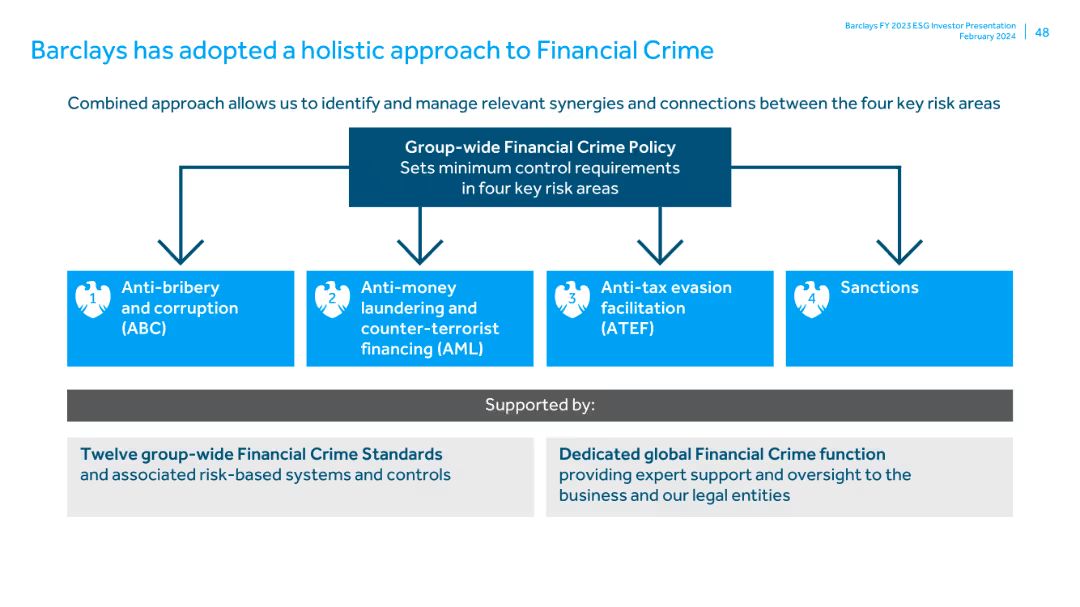 Barclays FY 2023 ESG Investor Presentation
February 2024
48
Barclays has adopted a holistic approach to Financial Crime
Combined approach allows us to identify and manage relevant synergies and connections between the four key risk areas
Group-wide Financial Crime Policy
Sets minimum control requirements
in four key risk areas
1
Anti-bribery
and corruption
(ABC)
2
Anti-money
laundering and
counter-terrorist
financing (AML)
3
Anti-tax evasion
facilitation
(ATEF)
4
Sanctions
Supported by:
Twelve group-wide Financial Crime Standards
and associated risk-based systems and controls
Dedicated global Financial Crime function
providing expert support and oversight to the
business and our legal entities